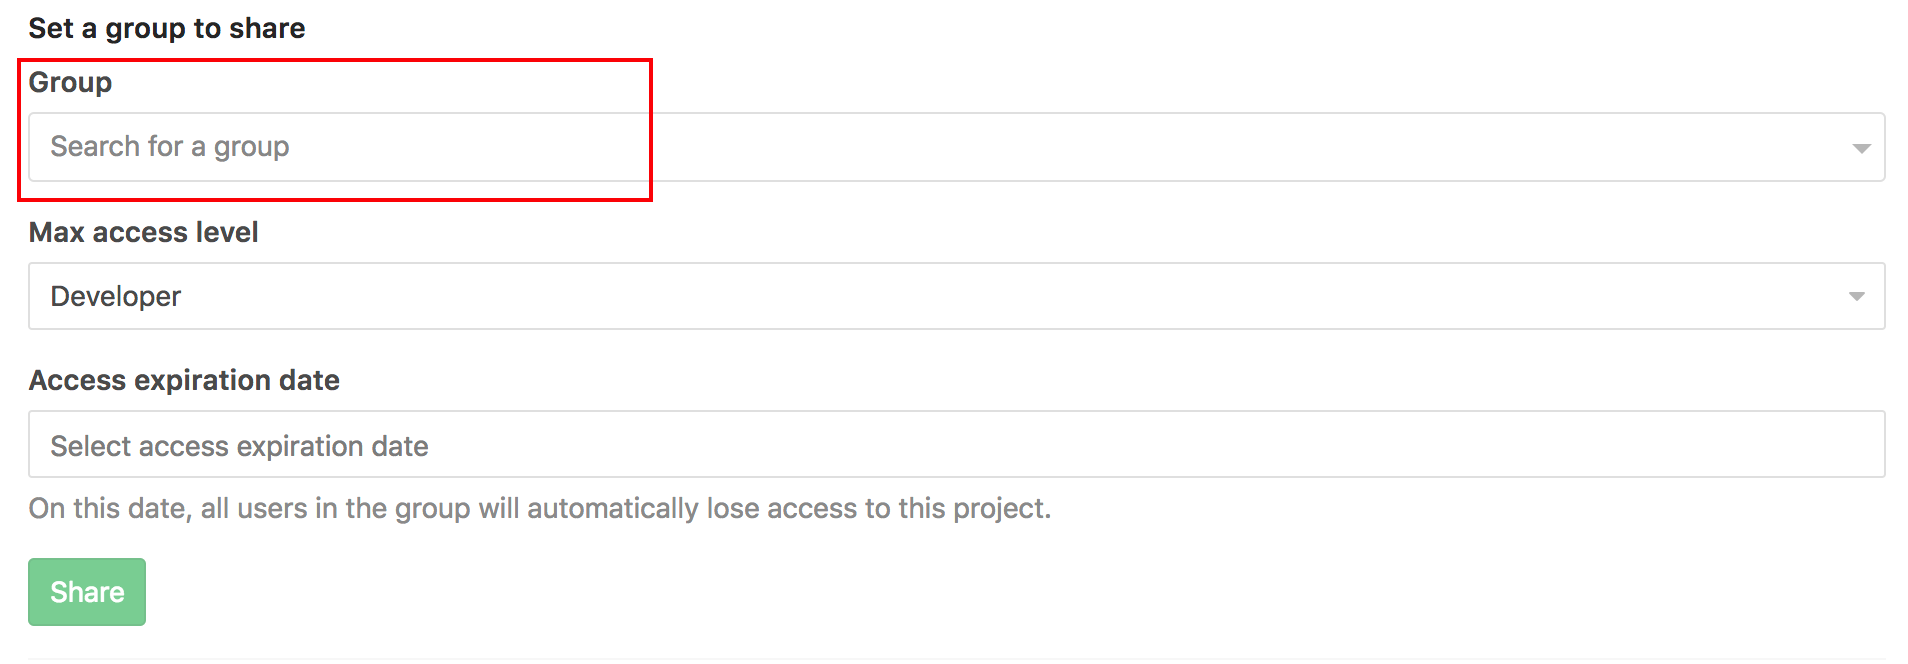 Set a group to share
Group
Search for a group
Max access level
Developer
Access expiration date
Select access expiration date
On this date, all users in the group will automatically lose access to this project.
Share